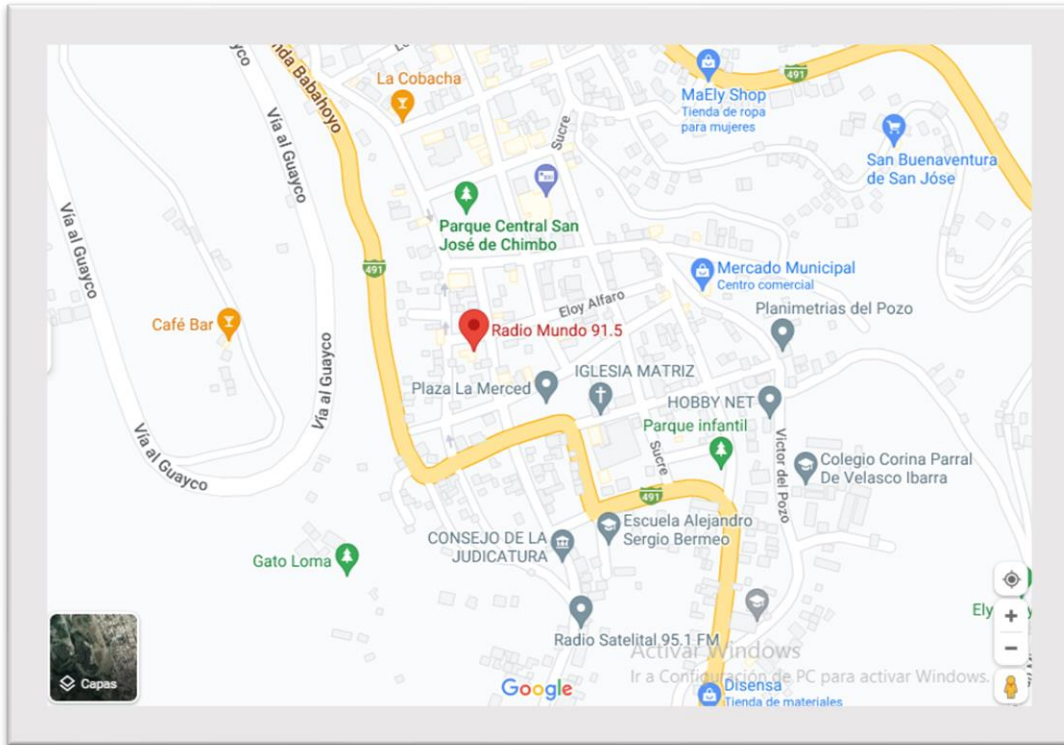 La Cobacha
491
MaEly Shop
Tienda de ropa
para mujeres
nda Babahoyo
Vía al Guayco
Sucre
San Buenaventura
de San Jóse
Parque Central San
José de Chimbo
Vía al Guayco
491
Mercado Municipal
Centro comercial
Eloy Alfaro
Planimetrias del Pozo
Café Bar
Radio Mundo 91.5
Vía al Guayco
IGLESIA MATRIZ
Plaza La Merced
HOBBY NET
Parque infantil
Vía al Guayco
Sucre
Victor del Pozo
Colegio Corina Parral
De Velasco Ibarra
491
Escuela Alejandro
Sergio Bermeo
CONSEJO DE LA
JUDICATURA
Gato Loma
Ely
Radio Satelital 95.1 FM
Activar Windows
Ir a Configuración de PC para activar Windows.
Capas
Google
Disensa
Tienda de materiales